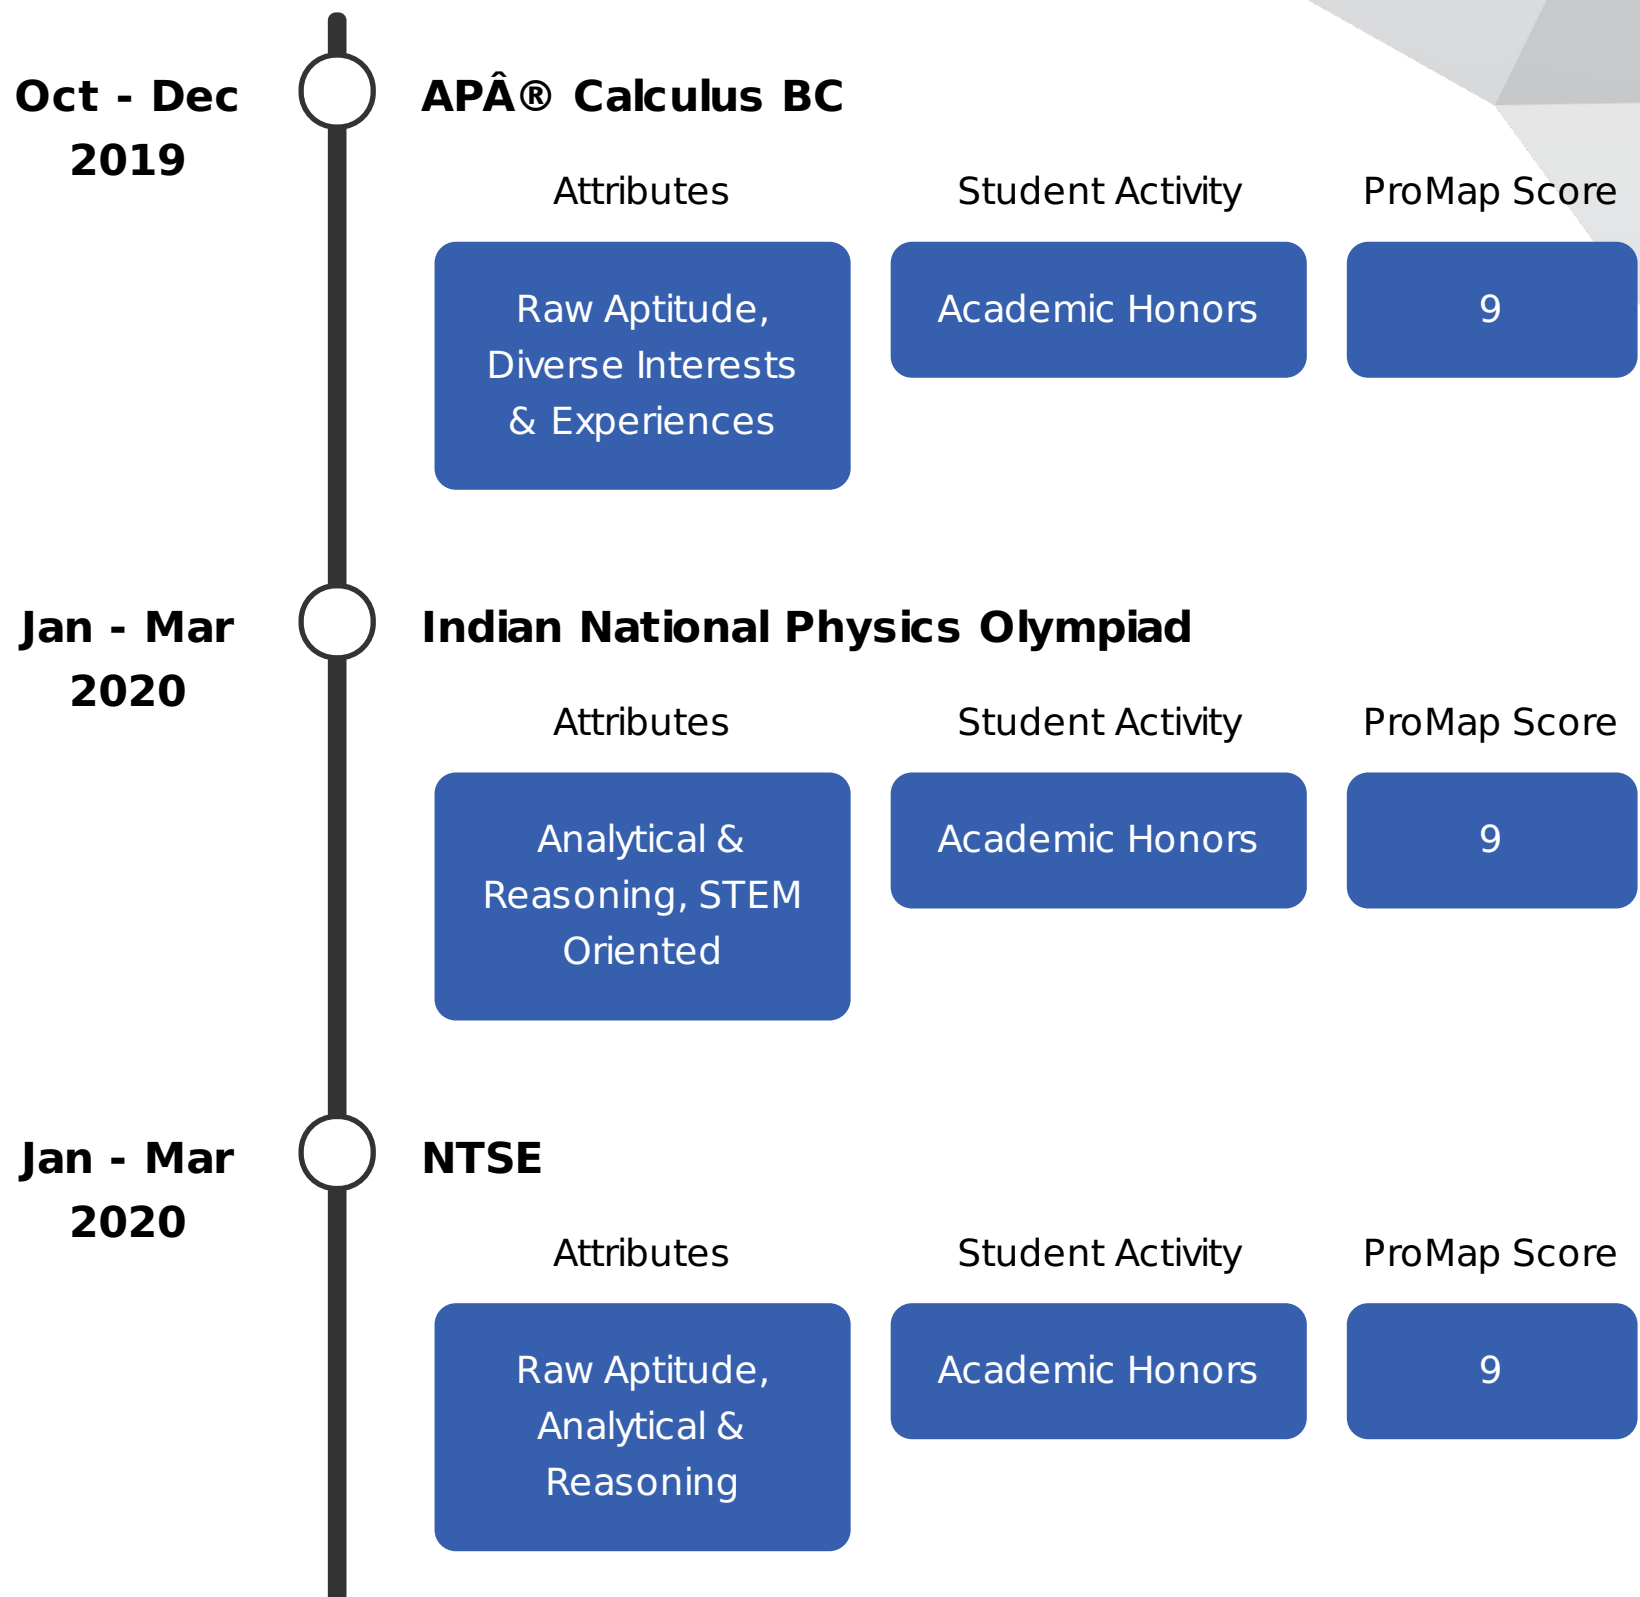 Oct - Dec
2019
APÂ® Calculus BC
Attributes
Student Activity
ProMap Score
Raw Aptitude,
Diverse Interests
& Experiences
Academic Honors
9
Jan - Mar
2020
Indian National Physics Olympiad
Attributes
Student Activity
ProMap Score
Analytical &
Reasoning, STEM
Oriented
Academic Honors
9
Jan - Mar
2020
NTSE
Attributes
Student Activity
ProMap Score
Raw Aptitude,
Analytical &
Reasoning
Academic Honors
9